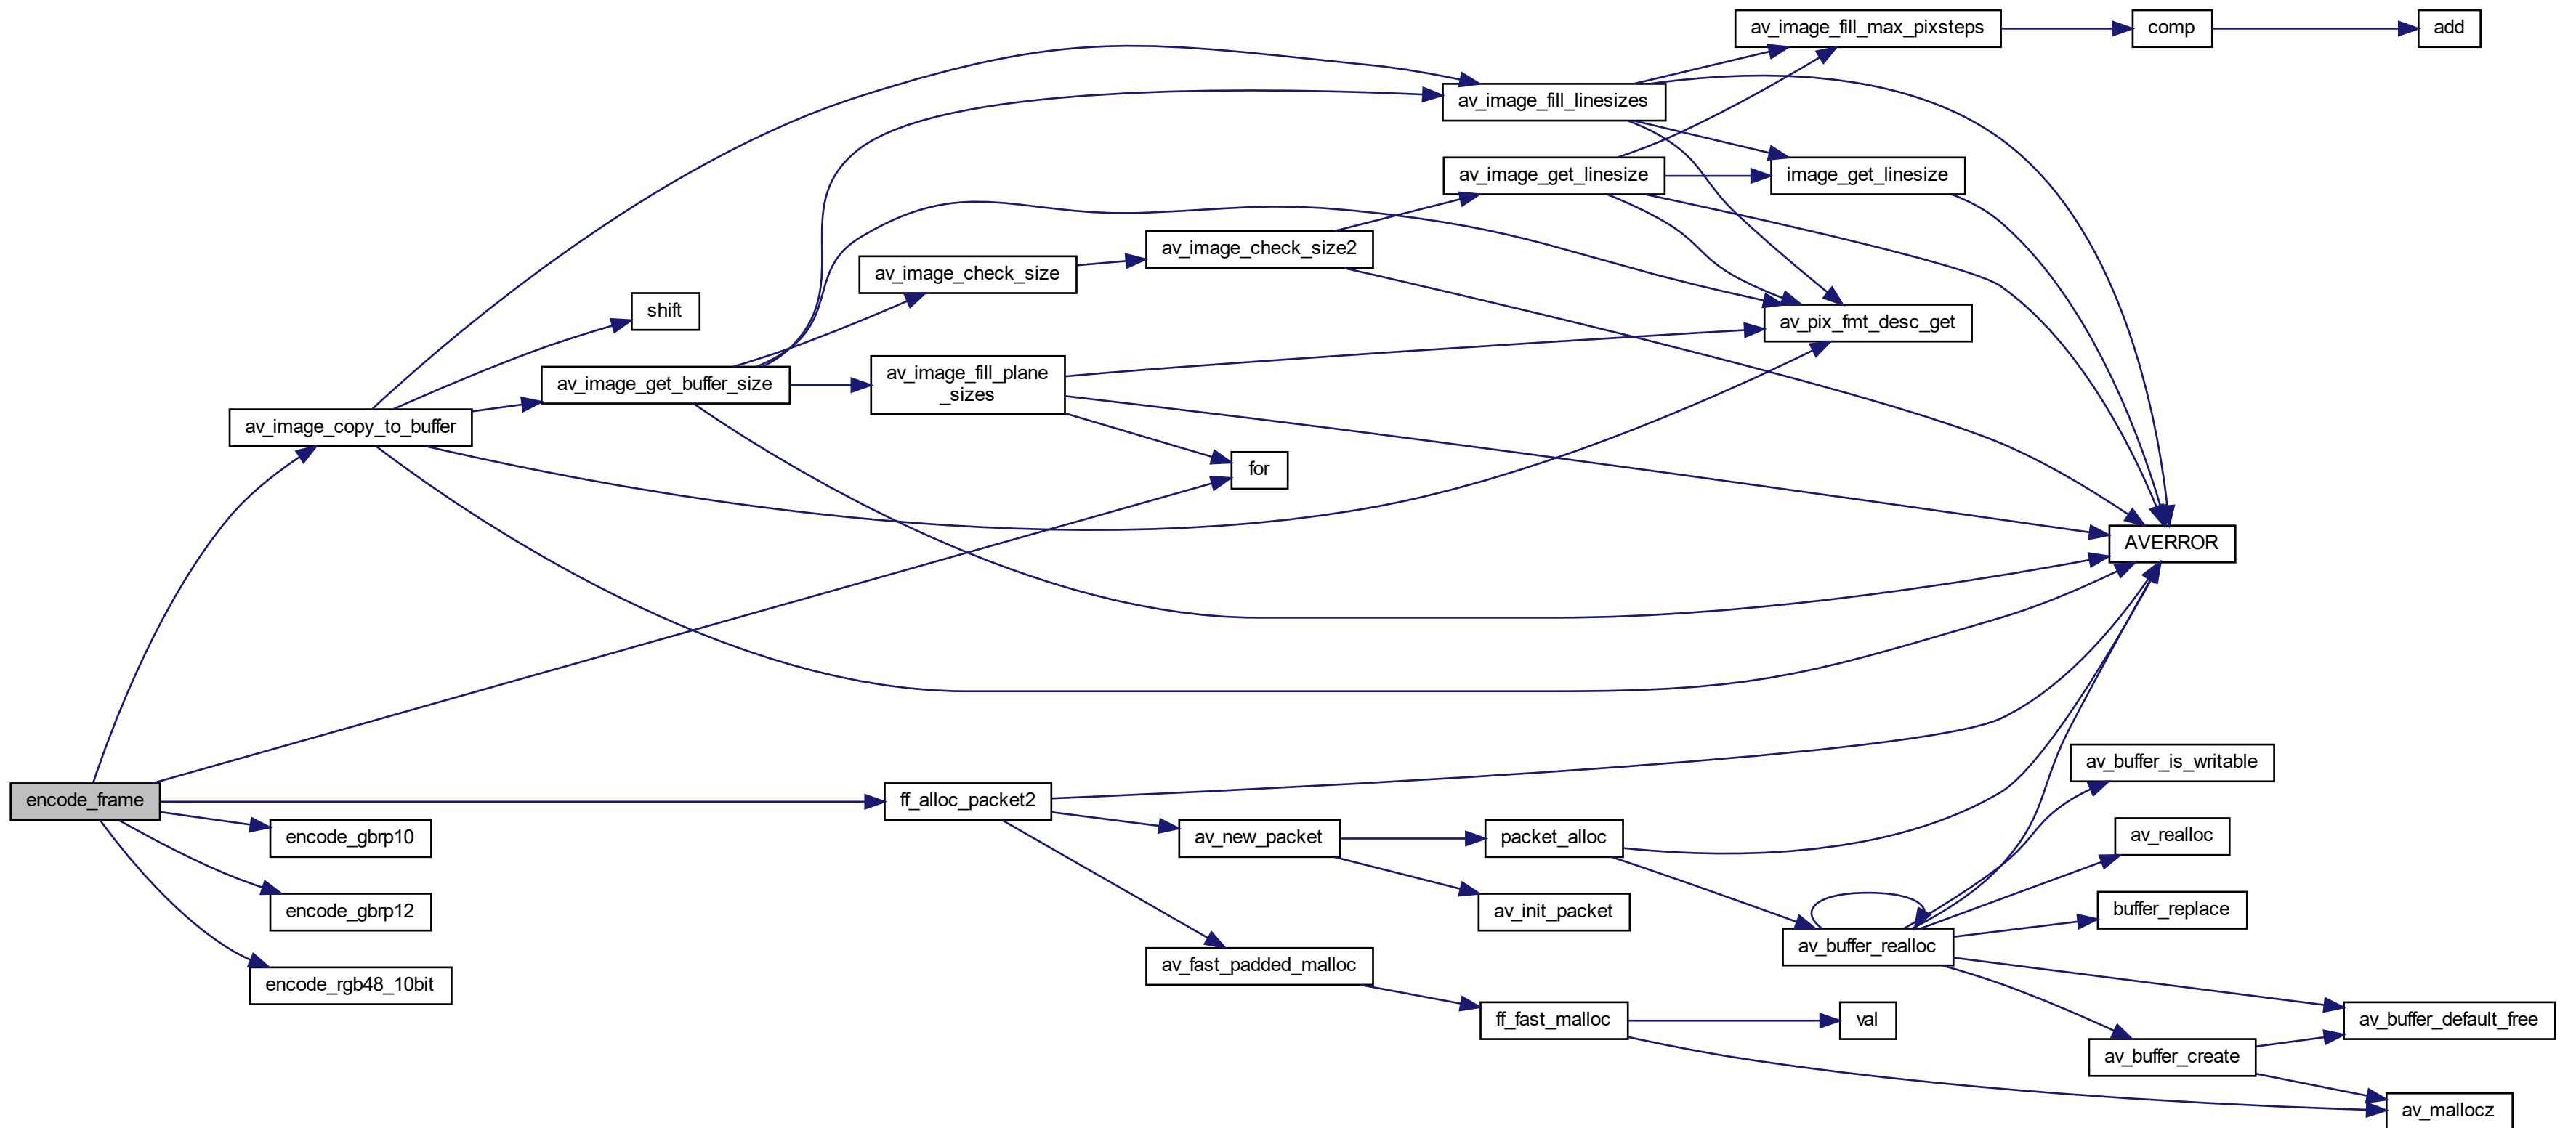 av_image_fill_max_pixsteps
comp
add
av_image_fill_linesizes
av_image_get_linesize
image_get_linesize
av_image_check_size2
av_image_check_size
shift
av_pix_fmt_desc_get
av_image_get_buffer_size
av_image_fill_plane
_sizes
av_image_copy_to_buffer
for
AVERROR
av_buffer_is_writable
encode_frame
ff_alloc_packet2
encode_gbrp10
av_new_packet
packet_alloc
av_realloc
encode_gbrp12
av_init_packet
buffer_replace
av_buffer_realloc
encode_rgb48_10bit
av_fast_padded_malloc
ff_fast_malloc
val
av_buffer_default_free
av_buffer_create
av_mallocz